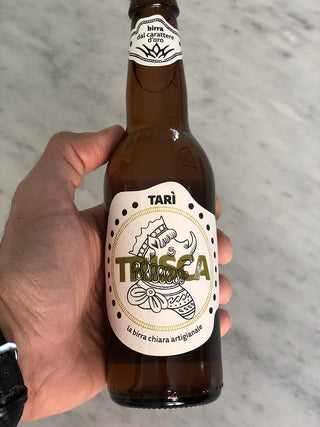 birra
dal carattere
d'oro
TARÌ
TRISCA
la birra chiara artigianale